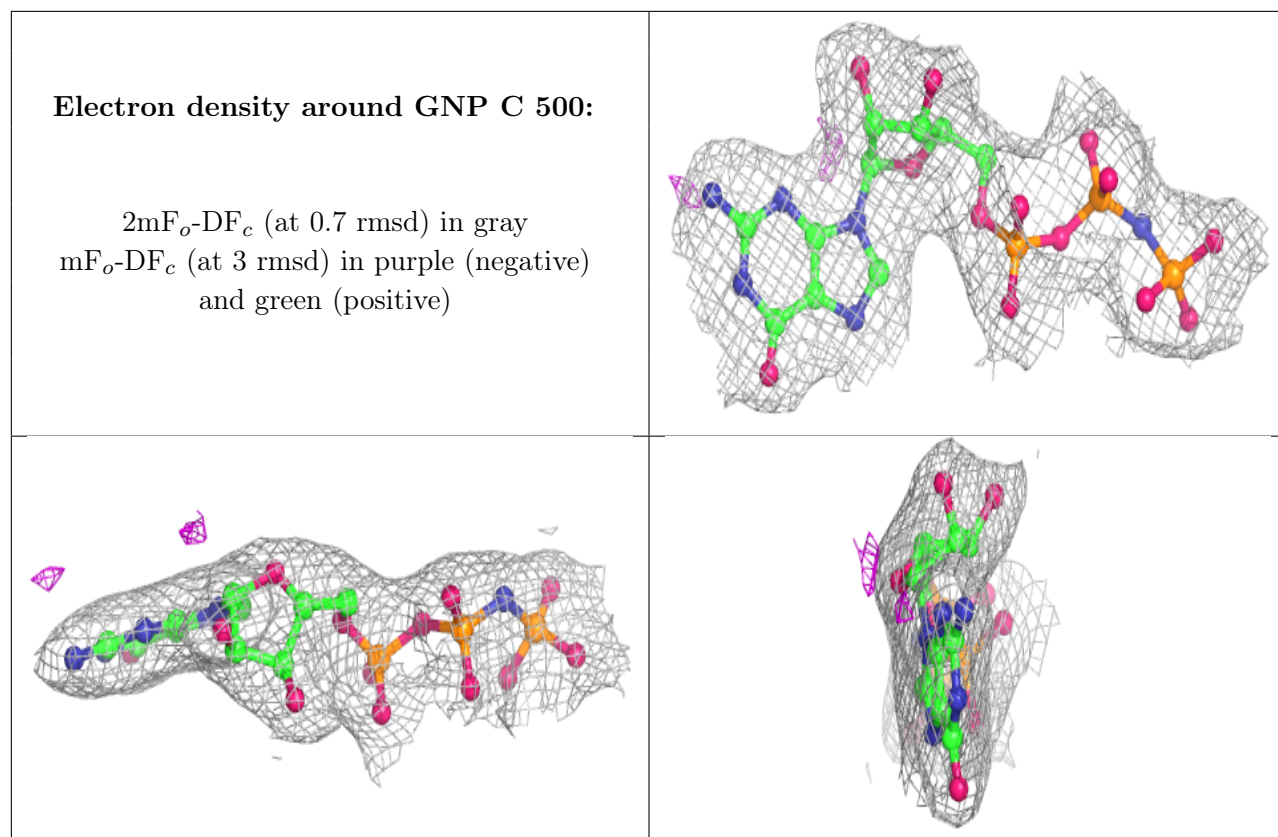 Electron density around GNP C 500:
2mFₒ-DF𝒸 (at 0.7 rmsd) in gray
mFₒ-DF𝒸 (at 3 rmsd) in purple (negative)
and green (positive)